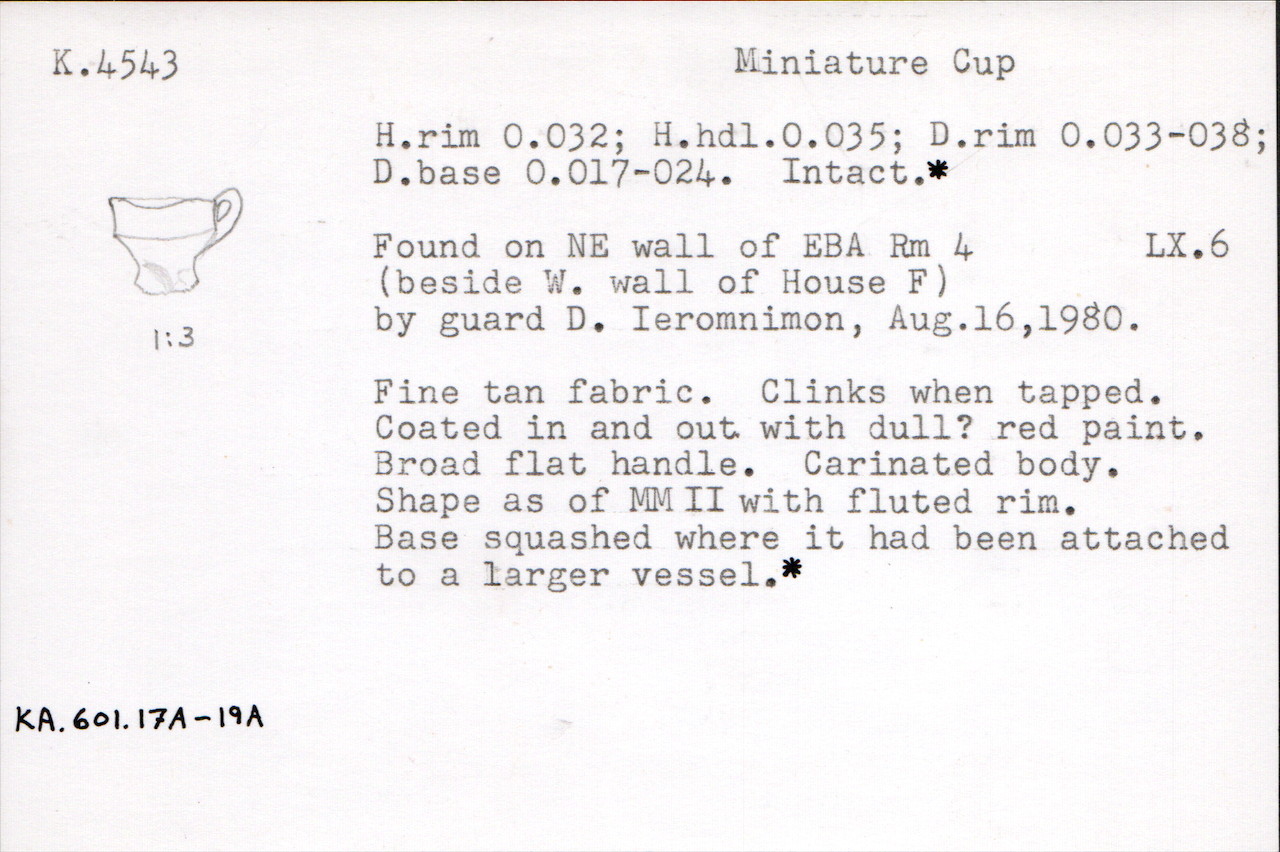 K.4543 Miniature Cup
H.rim 0.032; H.hdl.0.035; D.rim 0.033-038;
D.base 0.017-024. Intact.*
Found on NE wall of EBA Rm 4 LX.6
(beside W. wall of House F)
by guard D. Ieromnimon, Aug.16,1980.
1:3
Fine tan fabric. Clinks when tapped.
Coated in and out with dull? red paint.
Broad flat handle. Carinated body.
Shape as of MM II with fluted rim.
Base squashed where it had been attached
to a larger vessel.*
KA.601.17A-19A